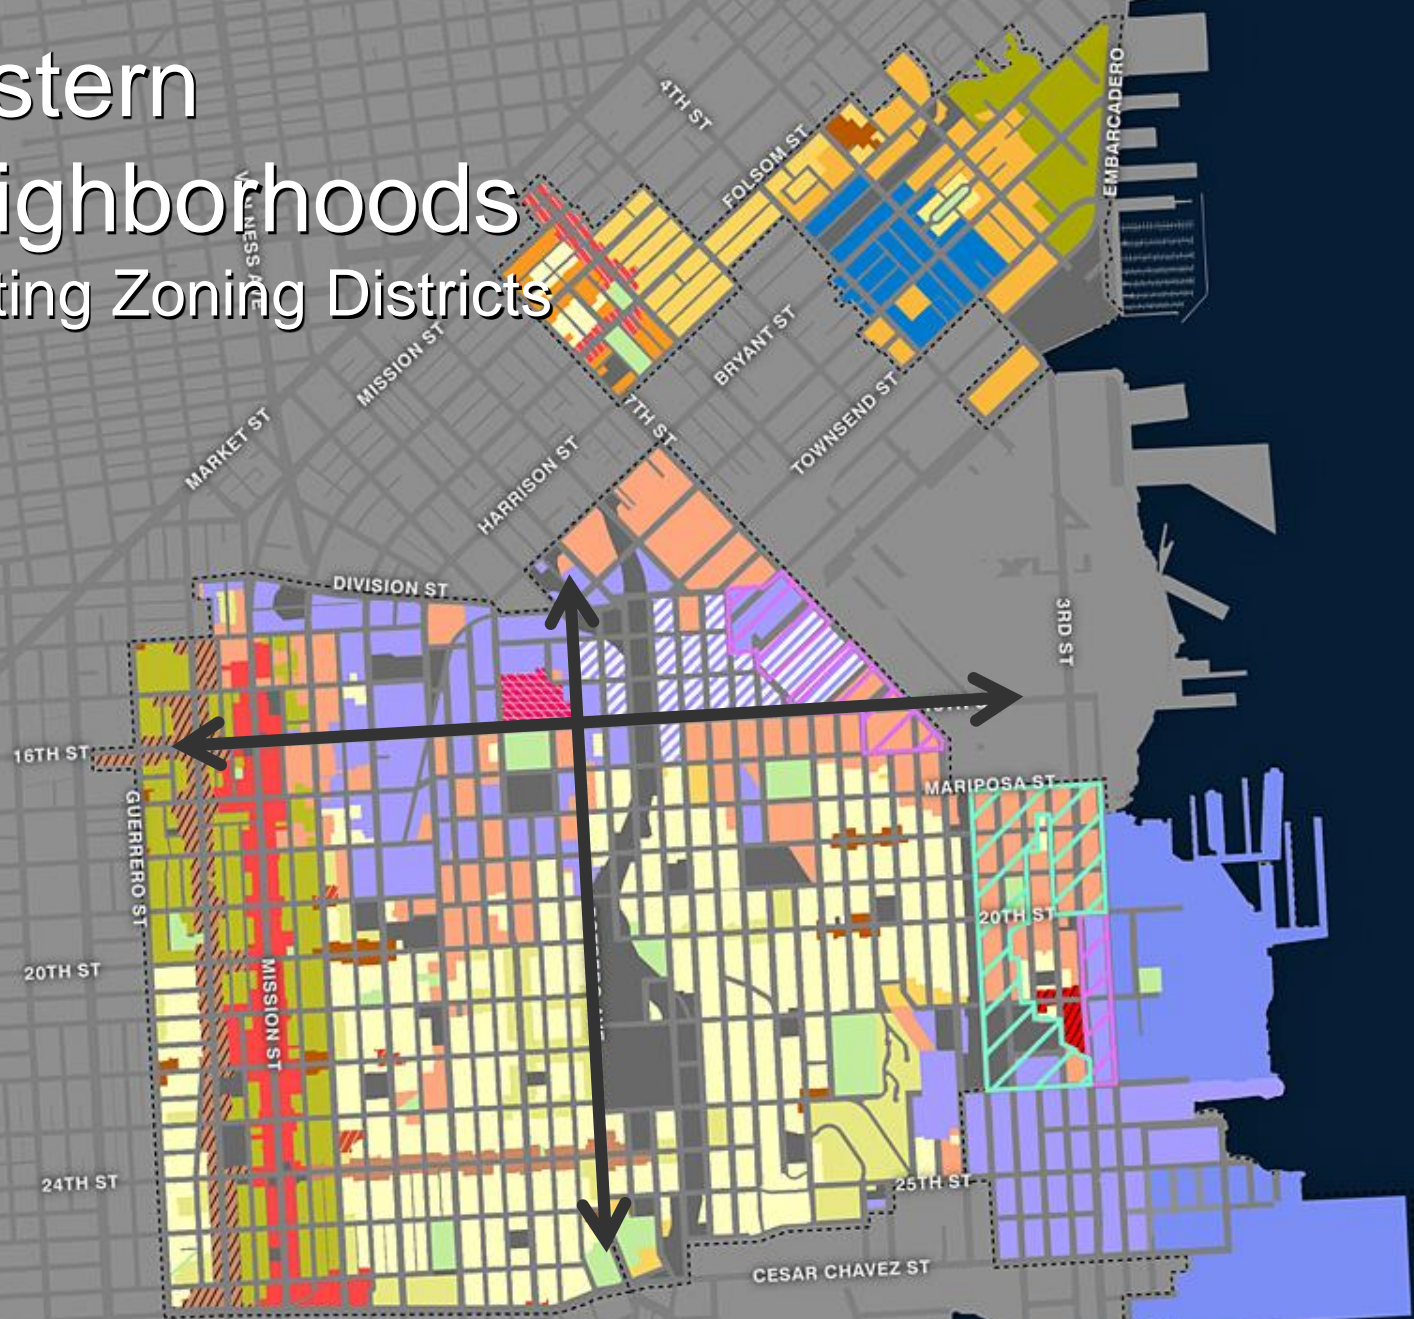 stern
ighborhoods
ting Zoning Districts
4TH ST
EMBARCADERO
FOLSOM ST
MISSION ST
BRYANT ST
TOWNSEND ST
7TH ST
MARKET ST
HARRISON ST
DIVISION ST
3RD ST
16TH ST
MARIPOSA ST
GUERRERO ST
20TH ST
20TH ST
MISSION ST
24TH ST
25TH ST
CESAR CHAVEZ ST